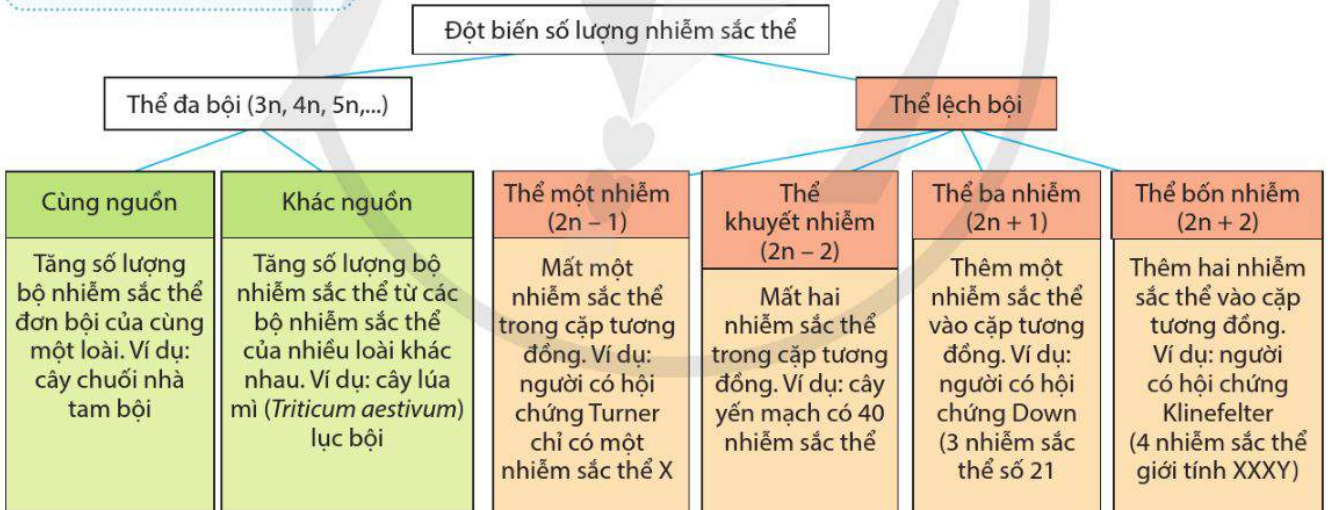 Đột biến số lượng nhiễm sắc thể
Thể đa bội (3n, 4n, 5n,...)
Thể lệch bội
Cùng nguồn
Tăng số lượng
bộ nhiễm sắc thể
đơn bội của cùng
một loài. Ví dụ:
cây chuối nhà
tam bội
Khác nguồn
Tăng số lượng bộ
nhiễm sắc thể từ các
bộ nhiễm sắc thể
của nhiều loài khác
nhau. Ví dụ: cây lúa
mì (Triticum aestivum)
lục bội
Thể một nhiễm
(2n – 1)
Mất một
nhiễm sắc thể
trong cặp tương
đồng. Ví dụ:
người có hội
chứng Turner
chỉ có một
nhiễm sắc thể X
Thể
khuyết nhiễm
(2n – 2)
Mất hai
nhiễm sắc thể
trong cặp tương
đồng. Ví dụ: cây
yến mạch có 40
nhiễm sắc thể
Thể ba nhiễm
(2n + 1)
Thêm một
nhiễm sắc thể
vào cặp tương
đồng. Ví dụ:
người có hội
chứng Down
(3 nhiễm sắc
thể số 21
Thể bốn nhiễm
(2n + 2)
Thêm hai nhiễm
sắc thể vào cặp
tương đồng.
Ví dụ: người
có hội chứng
Klinefelter
(4 nhiễm sắc thể
giới tính XXXY)